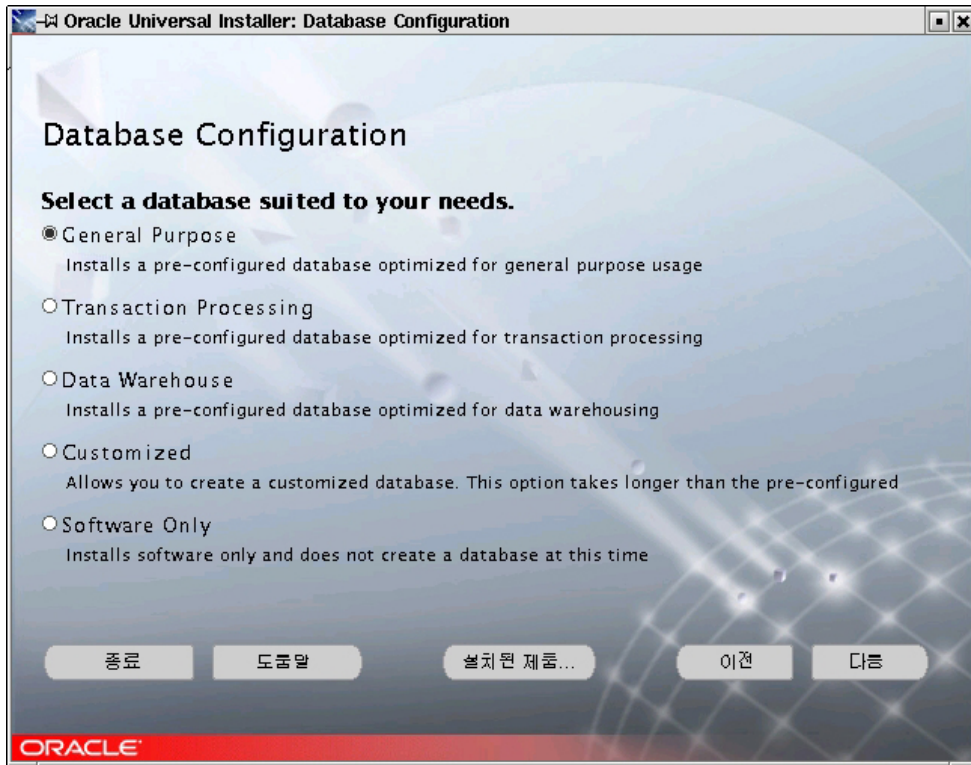 Oracle Universal Installer: Database Configuration
Database Configuration
Select a database suited to your needs.
General Purpose
Installs a pre-configured database optimized for general purpose usage
Transaction Processing
Installs a pre-configured database optimized for transaction processing
Data Warehouse
Installs a pre-configured database optimized for data warehousing
Customized
Allows you to create a customized database. This option takes longer than the pre-configured
Software Only
Installs software only and does not create a database at this time
종료 도움말 설치된 제품... 이전 다음
ORACLE